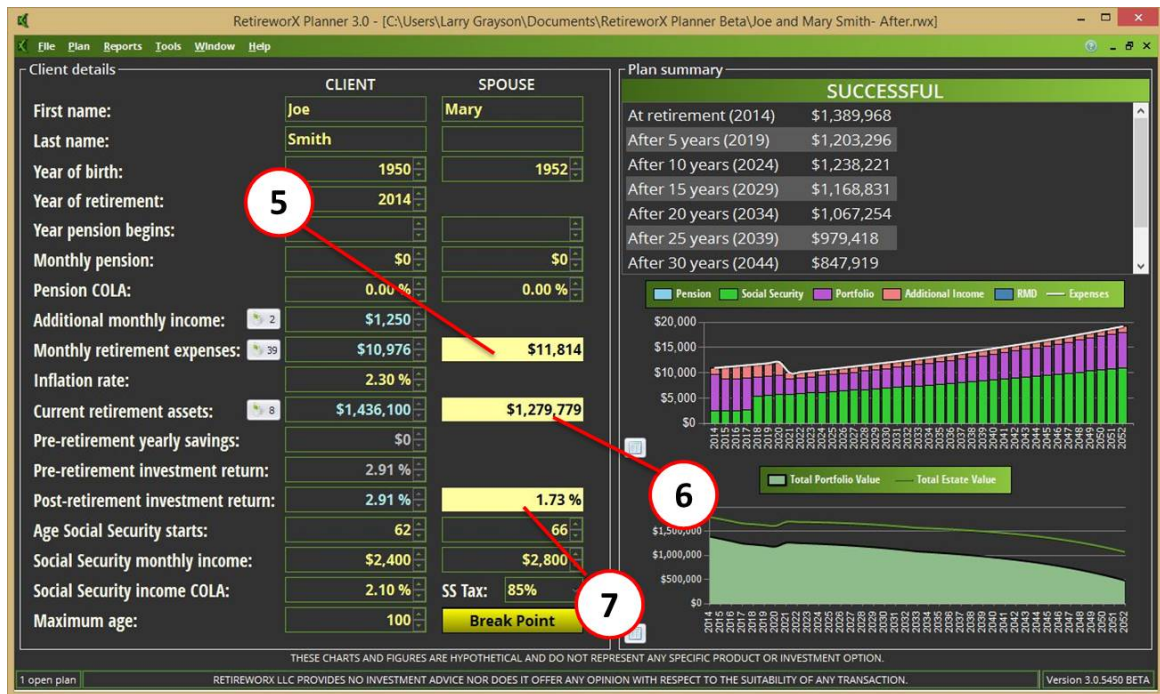 RetireworX Planner 3.0 - [C:\Users\Larry Grayson\Documents\RetireworX Planner Beta\Joe and Mary Smith- After.rwx]
File Plan Reports Tools Window Help
Client details
CLIENT SPOUSE
First name: Joe Mary
Last name: Smith
Year of birth: 1950 1952
Year of retirement: 2014
Year pension begins:
Monthly pension: $0 $0
Pension COLA: 0.00 % 0.00 %
Additional monthly income: 2 $1,250
Monthly retirement expenses: 39 $10,976 $11,814
Inflation rate: 2.30 %
Current retirement assets: 8 $1,436,100 $1,279,779
Pre-retirement yearly savings: $0
Pre-retirement investment return: 2.91 %
Post-retirement investment return: 2.91 % 1.73 %
Age Social Security starts: 62 66
Social Security monthly income: $2,400 $2,800
Social Security income COLA: 2.10 % SS Tax: 85%
Maximum age: 100 Break Point
5
6
7
Plan summary
SUCCESSFUL
At retirement (2014) $1,389,968
After 5 years (2019) $1,203,296
After 10 years (2024) $1,238,221
After 15 years (2029) $1,168,831
After 20 years (2034) $1,067,254
After 25 years (2039) $979,418
After 30 years (2044) $847,919
Pension Social Security Portfolio Additional Income RMD Expenses
$20,000
$15,000
$10,000
$5,000
$0
2014 2015 2016 2017 2018 2019 2020 2021 2022 2023 2024 2025 2026 2027 2028 2029 2030 2031 2032 2033 2034 2035 2036 2037 2038 2039 2040 2041 2042 2043 2044 2045 2046 2047 2048 2049 2050 2051 2052
Total Portfolio Value Total Estate Value
$1,500,000
$1,000,000
$500,000
$0
2014 2015 2016 2017 2018 2019 2020 2021 2022 2023 2024 2025 2026 2027 2028 2029 2030 2031 2032 2033 2034 2035 2036 2037 2038 2039 2040 2041 2042 2043 2044 2045 2046 2047 2048 2049 2050 2051 2052
THESE CHARTS AND FIGURES ARE HYPOTHETICAL AND DO NOT REPRESENT ANY SPECIFIC PRODUCT OR INVESTMENT OPTION.
1 open plan RETIREWORX LLC PROVIDES NO INVESTMENT ADVICE NOR DOES IT OFFER ANY OPINION WITH RESPECT TO THE SUITABILITY OF ANY TRANSACTION. Version 3.0.5450 BETA